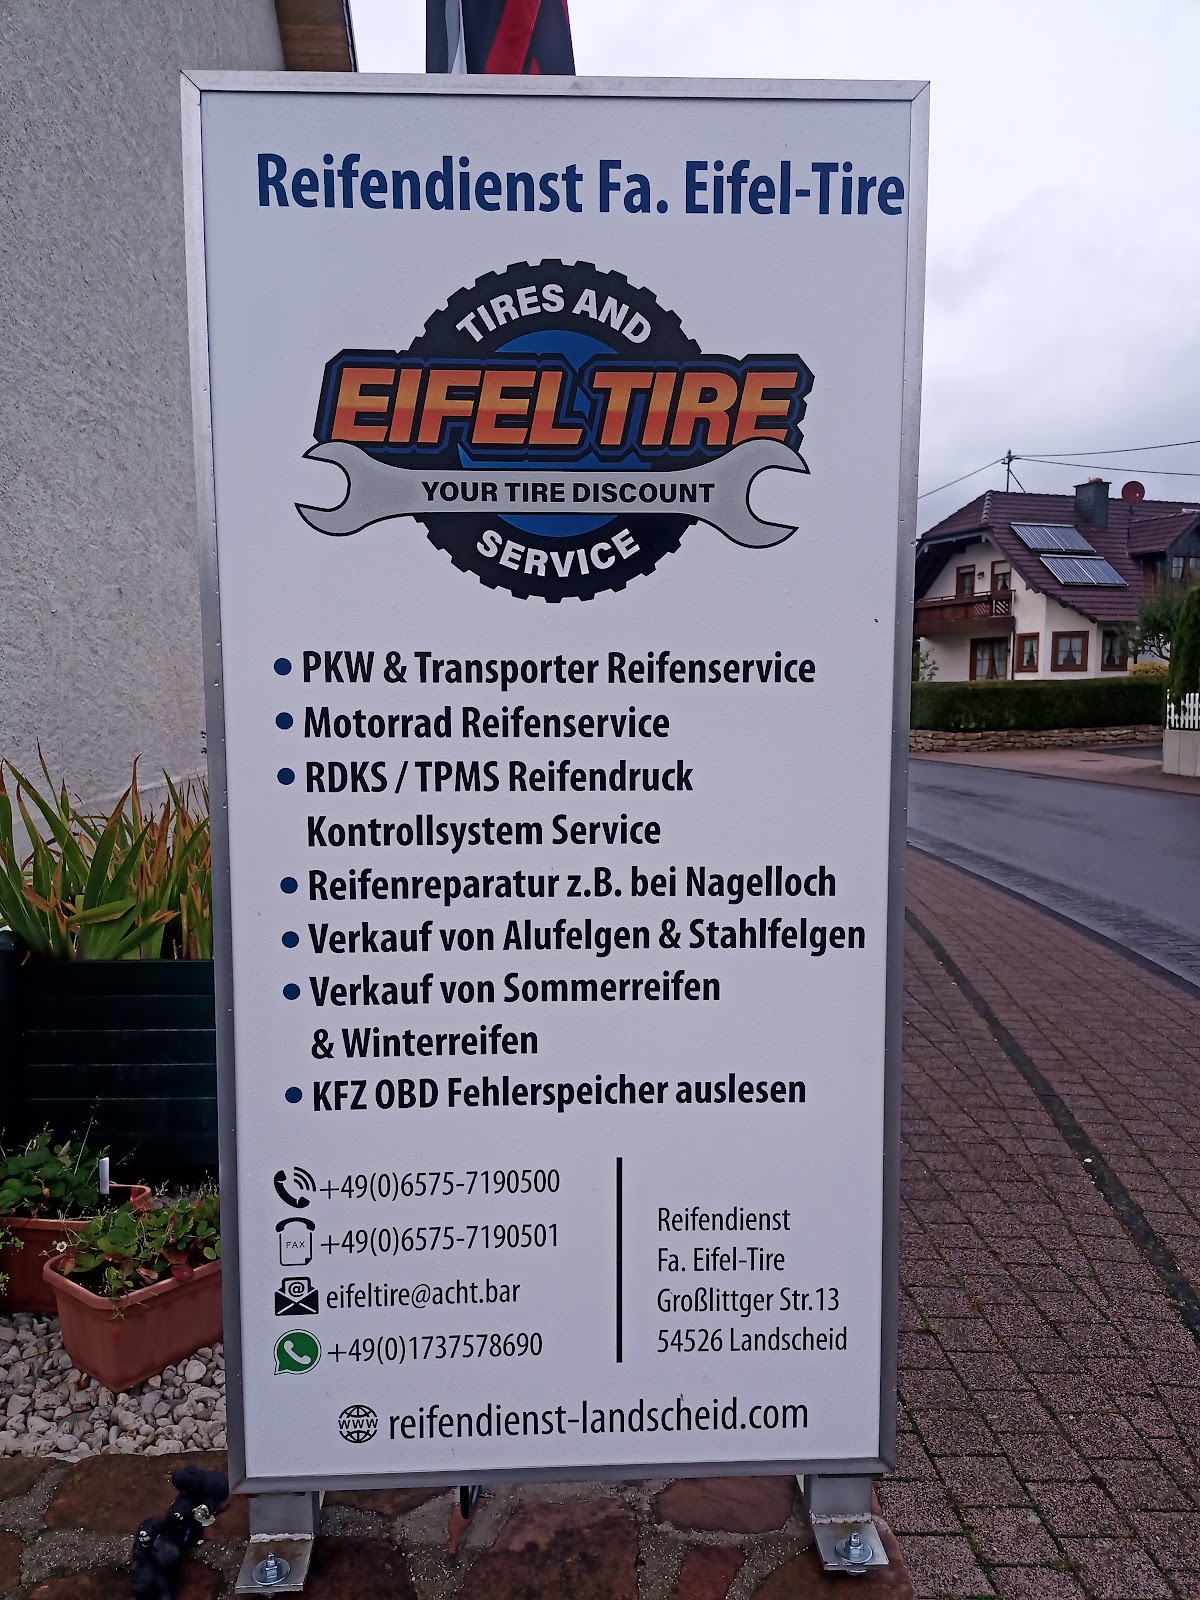 Reifendienst Fa. Eifel-Tire
TIRES AND
EIFEL TIRE
YOUR TIRE DISCOUNT
SERVICE
• PKW & Transporter Reifenservice
• Motorrad Reifenservice
• RDKS / TPMS Reifendruck
Kontrollsystem Service
• Reifenreparatur z.B. bei Nagelloch
• Verkauf von Alufelgen & Stahlfelgen
• Verkauf von Sommerreifen
& Winterreifen
• KFZ OBD Fehlerspeicher auslesen
+49(0)6575-7190500
FAX +49(0)6575-7190501
@ eifeltire@acht.bar
+49(0)1737578690
Reifendienst
Fa. Eifel-Tire
Großlittger Str.13
54526 Landscheid
WWW reifendienst-landscheid.com